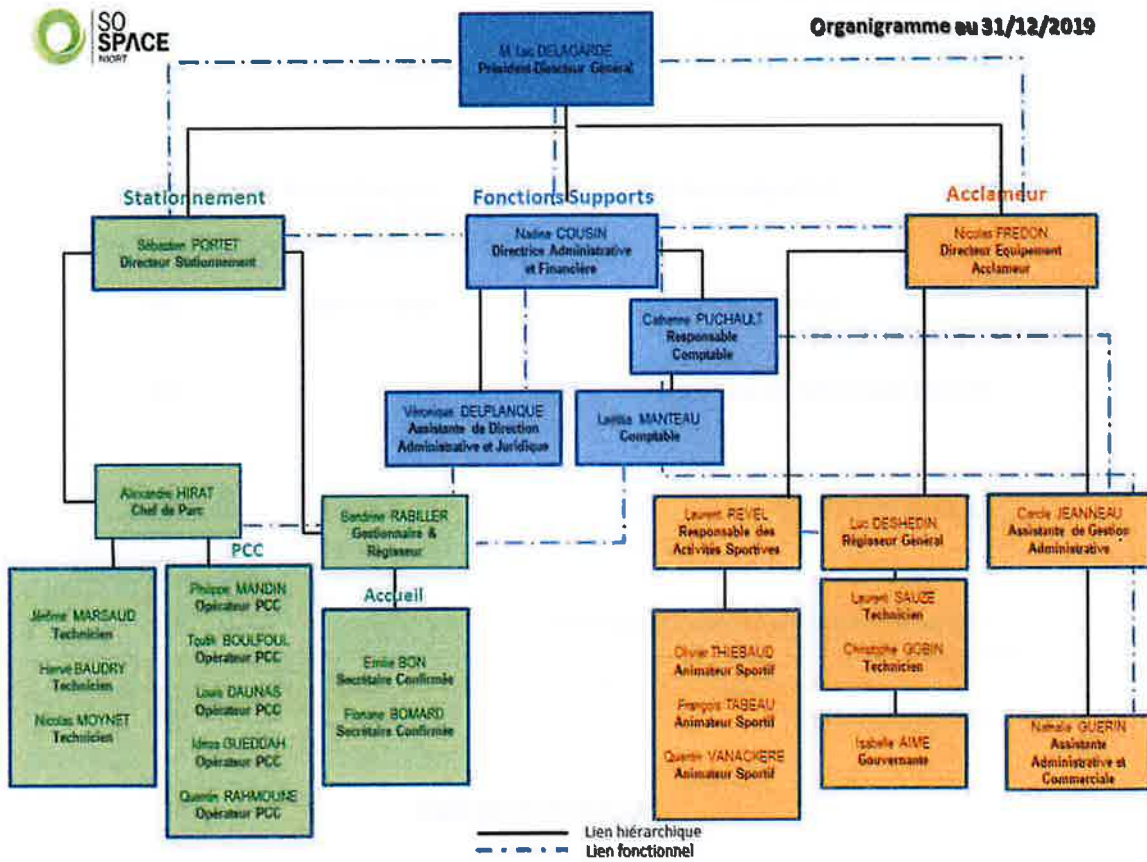 SO
SPACE
NIORT
Organigramme au 31/12/2019
M. Luc DELAGARDE
Président-Directeur Général
Stationnement
Fonctions Supports
Acclameur
Sébastien PORTET
Directeur Stationnement
Nadine COUSIN
Directrice Administrative
et Financière
Nicolas FREDON
Directeur Equipement
Acclameur
Catherine PUCHAULT
Responsable
Comptable
Véronique DELPLANQUE
Assistante de Direction
Administrative et Juridique
Laetitia MANTEAU
Comptable
Alexandre HIRAT
Chef de Parc
Sandrine RABILLER
Gestionnaire &
Régisseur
Laurent REVEL
Responsable des
Activités Sportives
Luc DESHEDIN
Régisseur Général
Carole JEANNEAU
Assistante de Gestion
Administrative
PCC
Accueil
Jérôme MARSAUD
Technicien
Hervé BAUDRY
Technicien
Nicolas MOYNET
Technicien
Philippe MANDIN
Opérateur PCC
Toufik BOULFOUL
Opérateur PCC
Louis DAUNAS
Opérateur PCC
GUEDDAH
Opérateur PCC
Quentin RAHMOUNE
Opérateur PCC
Emilie BON
Secrétaire Confirmée
Floriane BOMARD
Secrétaire Confirmée
Olivier THIEBAUD
Animateur Sportif
François TABEAU
Animateur Sportif
Quentin VANACKERE
Animateur Sportif
Laurent SAUZE
Technicien
Christophe GOBIN
Technicien
Isabelle AIME
Gouvernante
Nathalie GUERIN
Assistante
Administrative et
Commerciale
Lien hiérarchique
Lien fonctionnel